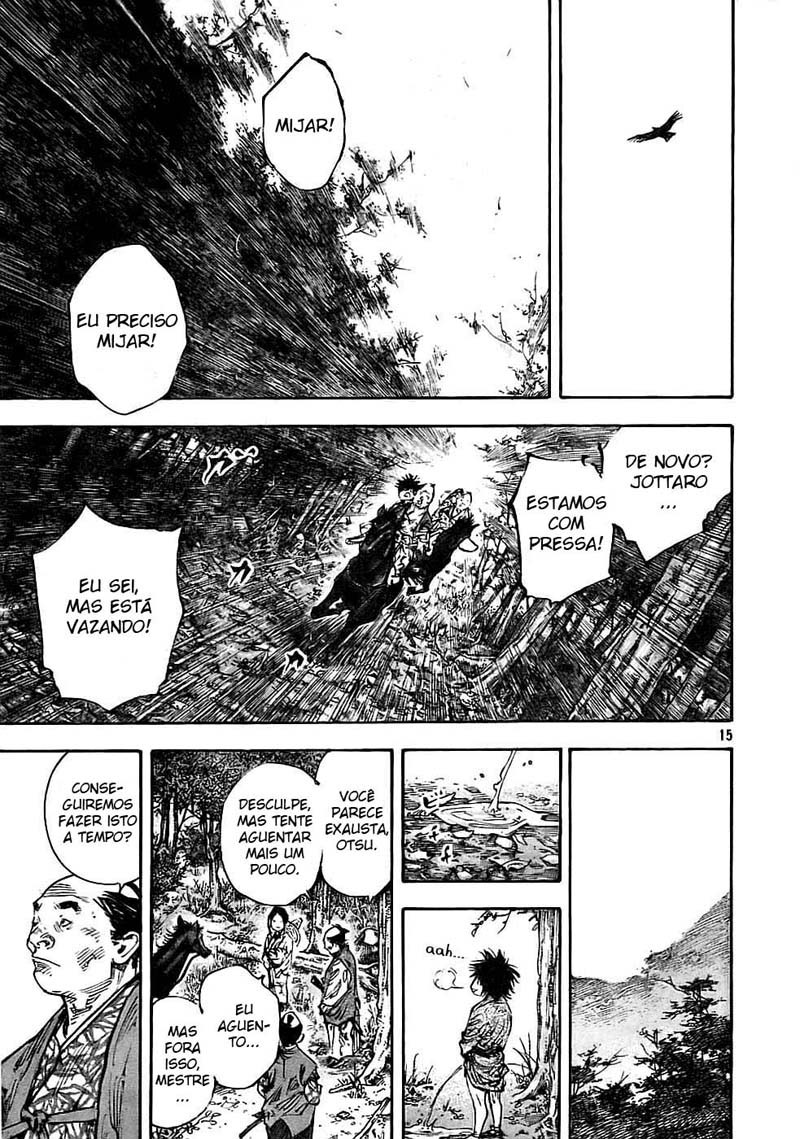 MIJAR!
EU PRECISO
MIJAR!
DE NOVO?
JOTTARO
...
ESTAMOS
COM
PRESSA!
EU SEI,
MAS ESTÁ
VAZANDO!
15
aah...
VOCÊ
PARECE
EXAUSTA,
OTSU.
DESCULPE,
MAS TENTE
AGUENTAR
MAIS UM
POUCO.
EU
AGUEN-
TO...
MAS
FORA
ISSO,
MESTRE
...
CONSE-
GUIREMOS
FAZER ISTO
A TEMPO?